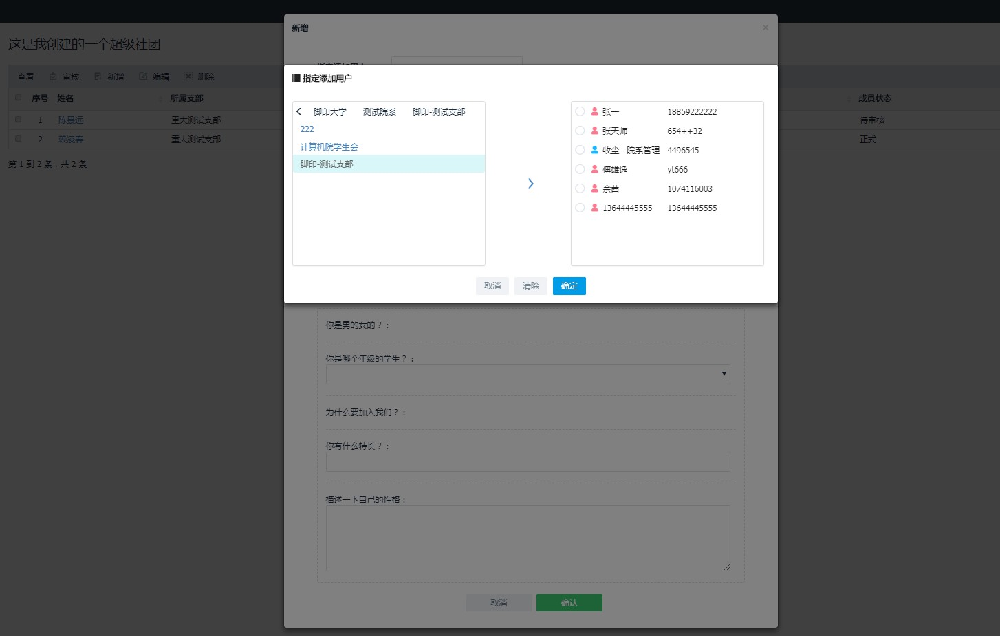 新增
×
这是我创建的一个超级社团
查看 审核 新增 编辑 删除
序号 姓名 所属支部 成员状态
1 陈景远 重大测试支部 待审核
2 赖凌春 重大测试支部 正式
第 1 到 2 条，共 2 条
指定添加用户
脚印大学 测试院系 脚印-测试支部
222
计算机院学生会
脚印-测试支部
张一 18859222222
张天师 654++32
牧尘—院系管理 4496545
傅雄逸 yt666
余茜 1074116003
13644445555 13644445555
取消 清除 确定
你是男的女的？：
你是哪个年级的学生？：
为什么要加入我们？：
你有什么特长？：
描述一下自己的性格：
取消 确认